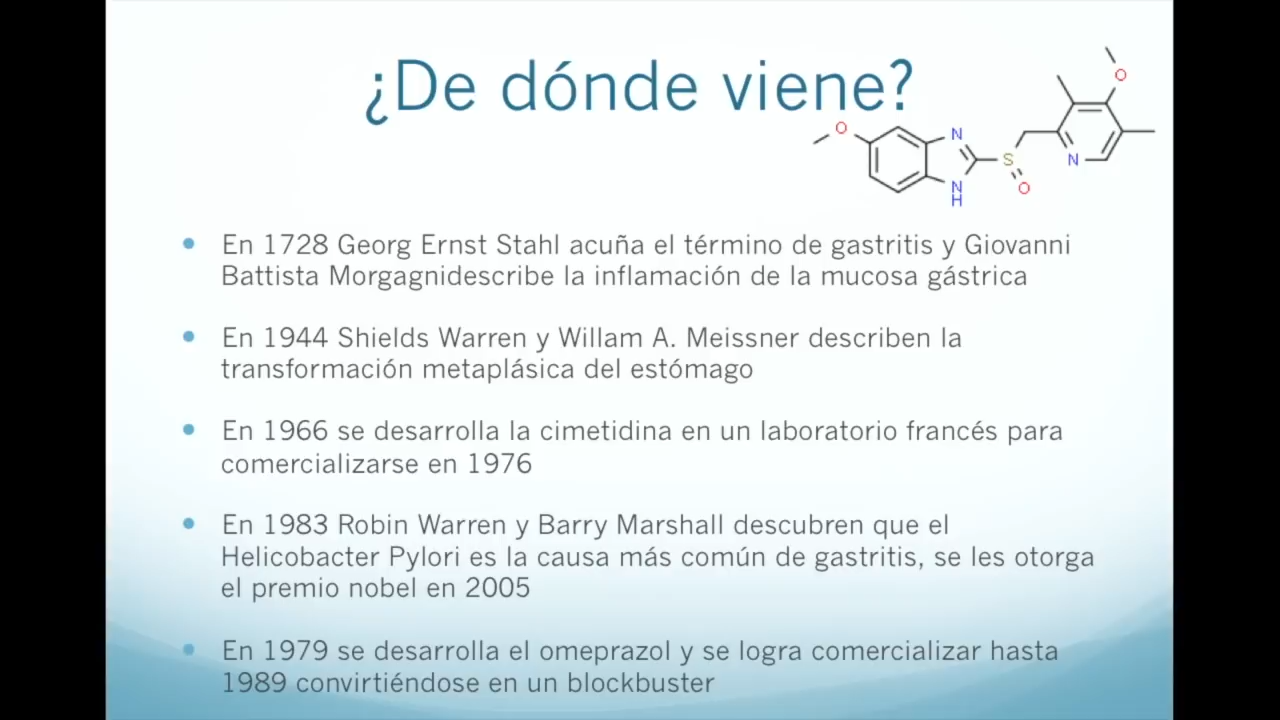 ¿De dónde viene?
O
O
N
S
N
N
H
O
En 1728 Georg Ernst Stahl acuña el término de gastritis y Giovanni
Battista Morgagnidescribe la inflamación de la mucosa gástrica
En 1944 Shields Warren y Willam A. Meissner describen la
transformación metaplásica del estómago
En 1966 se desarrolla la cimetidina en un laboratorio francés para
comercializarse en 1976
En 1983 Robin Warren y Barry Marshall descubren que el
Helicobacter Pylori es la causa más común de gastritis, se les otorga
el premio nobel en 2005
En 1979 se desarrolla el omeprazol y se logra comercializar hasta
1989 convirtiéndose en un blockbuster